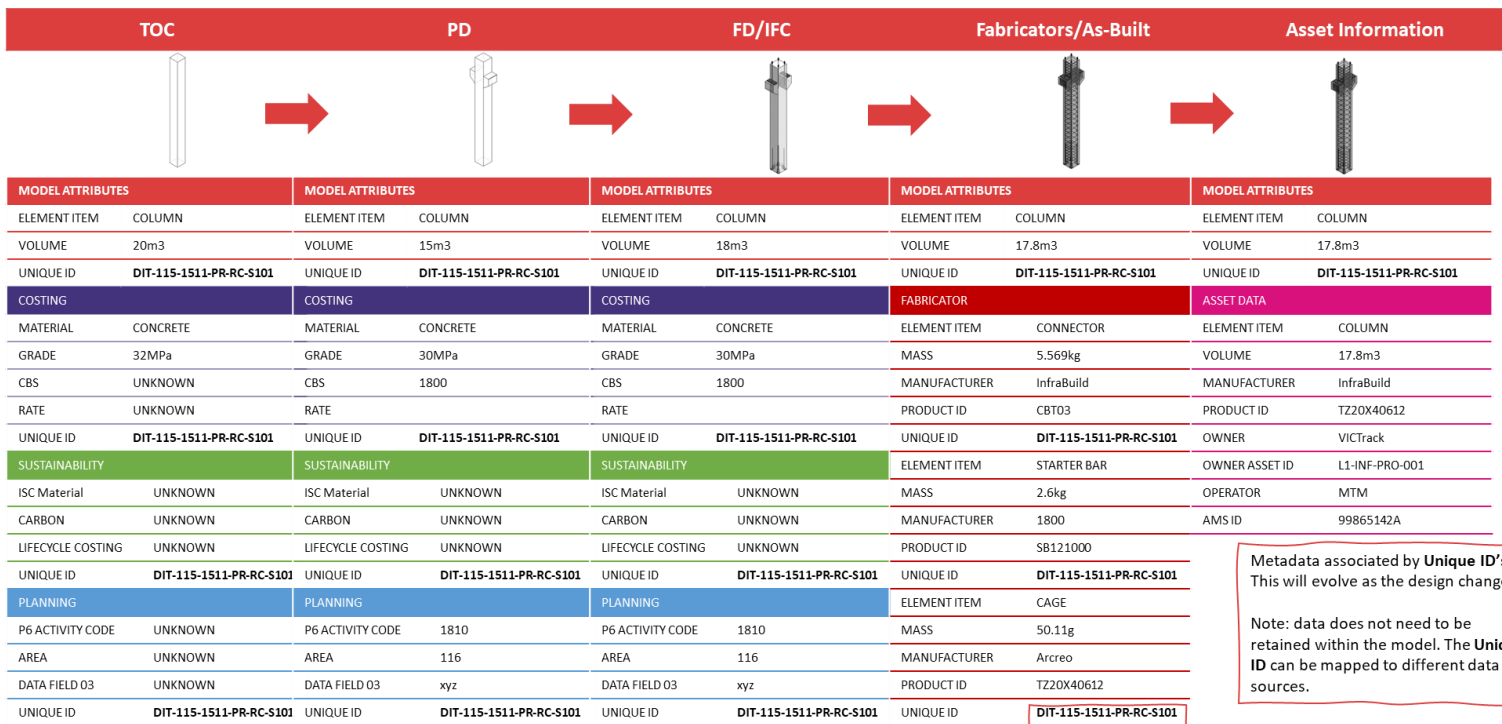 TOC PD FD/IFC Fabricators/As-Built Asset Information
MODEL ATTRIBUTES MODEL ATTRIBUTES MODEL ATTRIBUTES MODEL ATTRIBUTES MODEL ATTRIBUTES
ELEMENT ITEM COLUMN ELEMENT ITEM COLUMN ELEMENT ITEM COLUMN ELEMENT ITEM COLUMN ELEMENT ITEM COLUMN
VOLUME 20m3 VOLUME 15m3 VOLUME 18m3 VOLUME 17.8m3 VOLUME 17.8m3
UNIQUE ID DIT-115-1511-PR-RC-S101 UNIQUE ID DIT-115-1511-PR-RC-S101 UNIQUE ID DIT-115-1511-PR-RC-S101 UNIQUE ID DIT-115-1511-PR-RC-S101 UNIQUE ID DIT-115-1511-PR-RC-S101
COSTING COSTING COSTING FABRICATOR ASSET DATA
MATERIAL CONCRETE MATERIAL CONCRETE MATERIAL CONCRETE ELEMENT ITEM CONNECTOR ELEMENT ITEM COLUMN
GRADE 32MPa GRADE 30MPa GRADE 30MPa MASS 5.569kg VOLUME 17.8m3
CBS UNKNOWN CBS 1800 CBS 1800 MANUFACTURER InfraBuild MANUFACTURER InfraBuild
RATE UNKNOWN RATE RATE PRODUCT ID CBT03 PRODUCT ID TZ20X40612
UNIQUE ID DIT-115-1511-PR-RC-S101 UNIQUE ID DIT-115-1511-PR-RC-S101 UNIQUE ID DIT-115-1511-PR-RC-S101 UNIQUE ID DIT-115-1511-PR-RC-S101 OWNER VICTrack
SUSTAINABILITY SUSTAINABILITY SUSTAINABILITY ELEMENT ITEM STARTER BAR OWNER ASSET ID L1-INF-PRO-001
ISC Material UNKNOWN ISC Material UNKNOWN ISC Material UNKNOWN MASS 2.6kg OPERATOR MTM
CARBON UNKNOWN CARBON UNKNOWN CARBON UNKNOWN MANUFACTURER 1800 AMS ID 99865142A
LIFECYCLE COSTING UNKNOWN LIFECYCLE COSTING UNKNOWN LIFECYCLE COSTING UNKNOWN PRODUCT ID SB121000
UNIQUE ID DIT-115-1511-PR-RC-S101 UNIQUE ID DIT-115-1511-PR-RC-S101 UNIQUE ID DIT-115-1511-PR-RC-S101 UNIQUE ID DIT-115-1511-PR-RC-S101
PLANNING PLANNING PLANNING ELEMENT ITEM CAGE
P6 ACTIVITY CODE UNKNOWN P6 ACTIVITY CODE 1810 P6 ACTIVITY CODE 1810 MASS 50.11g
AREA UNKNOWN AREA 116 AREA 116 MANUFACTURER Arcreo
DATA FIELD 03 UNKNOWN DATA FIELD 03 xyz DATA FIELD 03 xyz PRODUCT ID TZ20X40612
UNIQUE ID DIT-115-1511-PR-RC-S101 UNIQUE ID DIT-115-1511-PR-RC-S101 UNIQUE ID DIT-115-1511-PR-RC-S101 UNIQUE ID DIT-115-1511-PR-RC-S101
Metadata associated by Unique ID's
This will evolve as the design change
Note: data does not need to be
retained within the model. The
ID can be mapped to different data
sources.